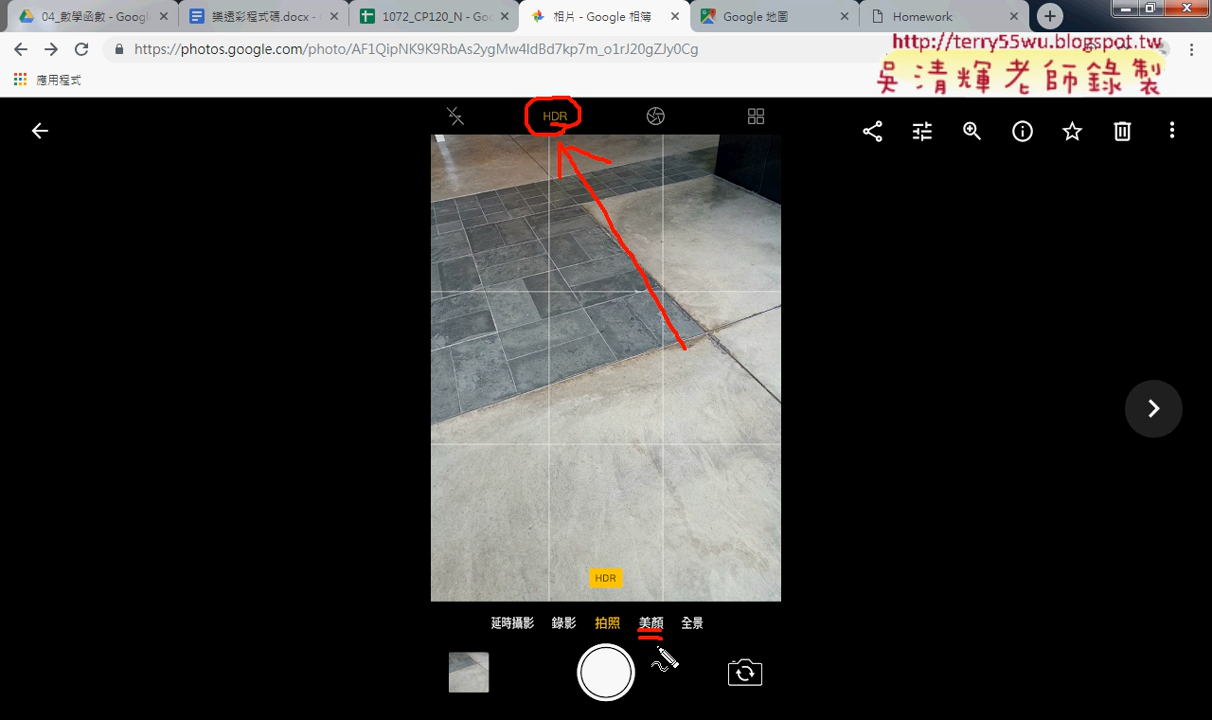 04_數學函數 - Google
樂透彩程式碼.docx -
1072_CP120_N - Goo
相片 - Google 相簿
Google 地圖
Homework
https://photos.google.com/photo/AF1QipNK9K9RbAs2ygMw4IdBd7kp7m_o1rJ20gZJy0Cg
http://terry55wu.blogspot.tw
吳清輝老師錄製
應用程式
HDR
HDR
延時攝影 錄影 拍照 美顏 全景